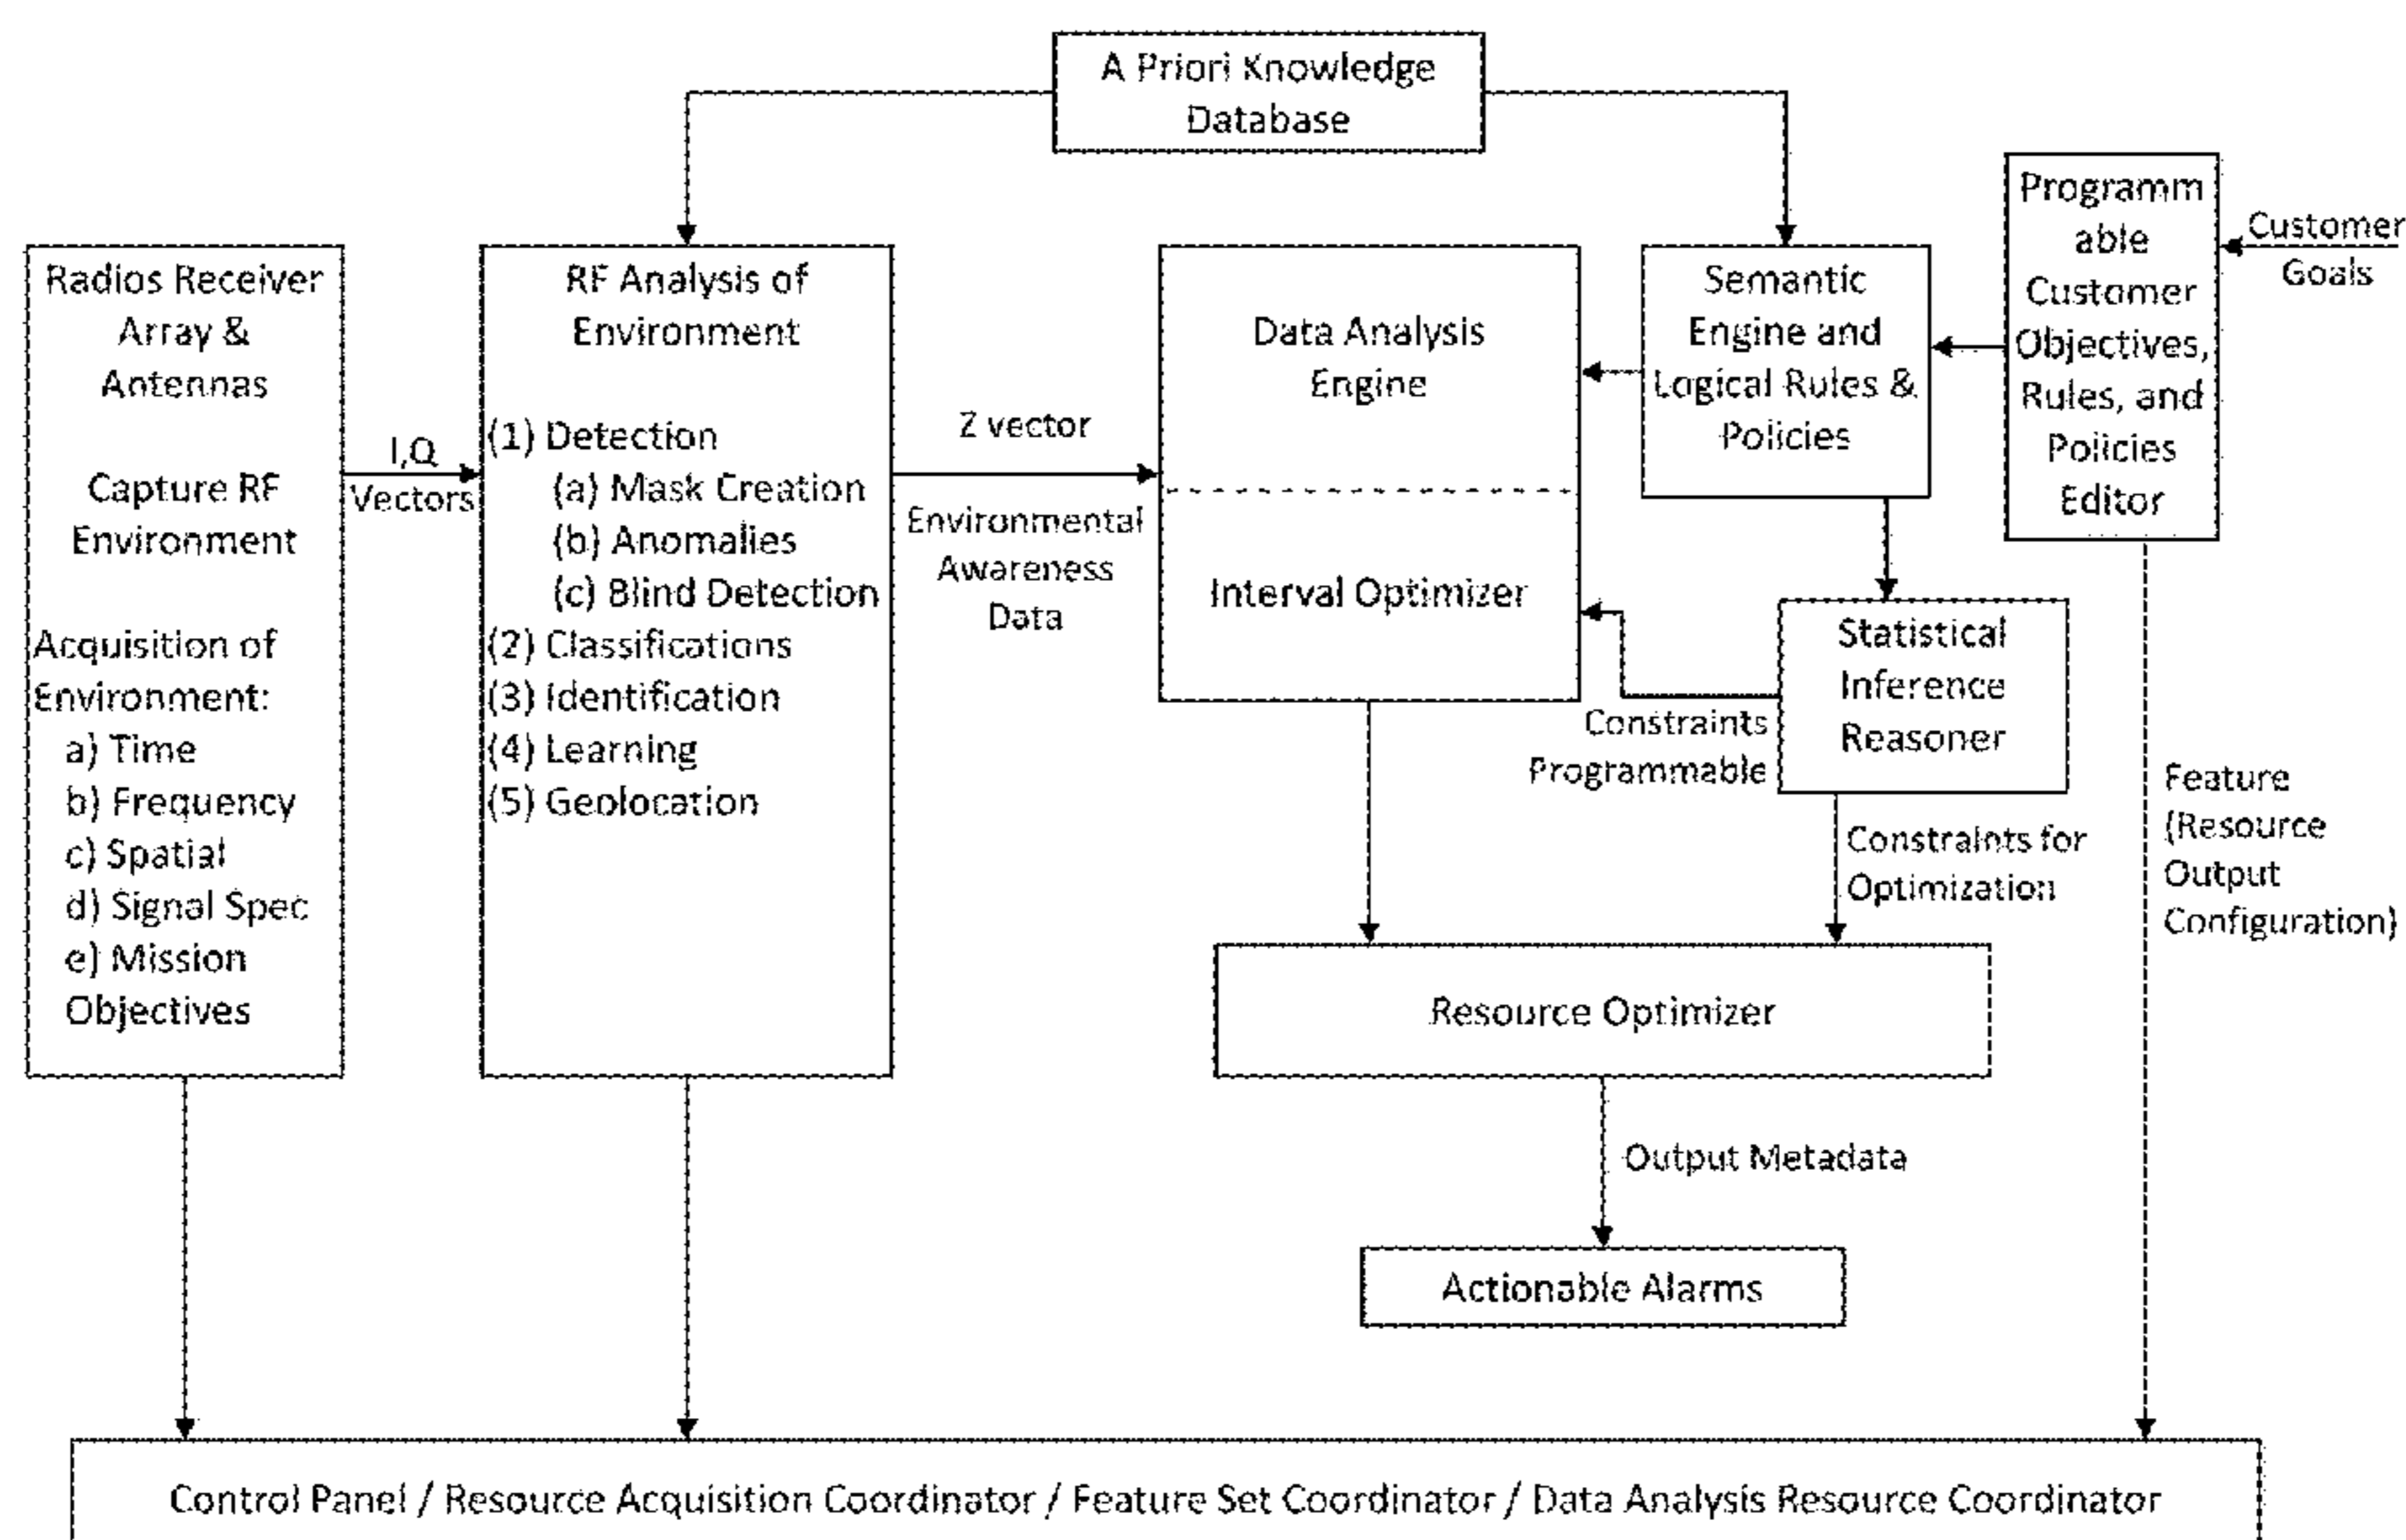 A Priori Knowledge
Database
Radios Receiver
Array &
Antennas
Capture RF
Environment
Acquisition of
Environment:
a) Time
b) Frequency
c) Spatial
d) Signal Spec
e) Mission
Objectives
I,Q
Vectors
RF Analysis of
Environment
(1) Detection
(a) Mask Creation
(b) Anomalies
(c) Blind Detection
(2) Classifications
(3) Identification
(4) Learning
(5) Geolocation
Z vector
Environmental
Awareness
Data
Data Analysis
Engine
Interval Optimizer
Semantic
Engine and
Logical Rules &
Policies
Programm
able
Customer
Objectives,
Rules, and
Policies
Editor
Customer
Goals
Statistical
Inference
Reasoner
Constraints
Programmable
Constraints for
Optimization
Feature
(Resource
Output
Configuration)
Resource Optimizer
Output Metadata
Actionable Alarms
Control Panel / Resource Acquisition Coordinator / Feature Set Coordinator / Data Analysis Resource Coordinator